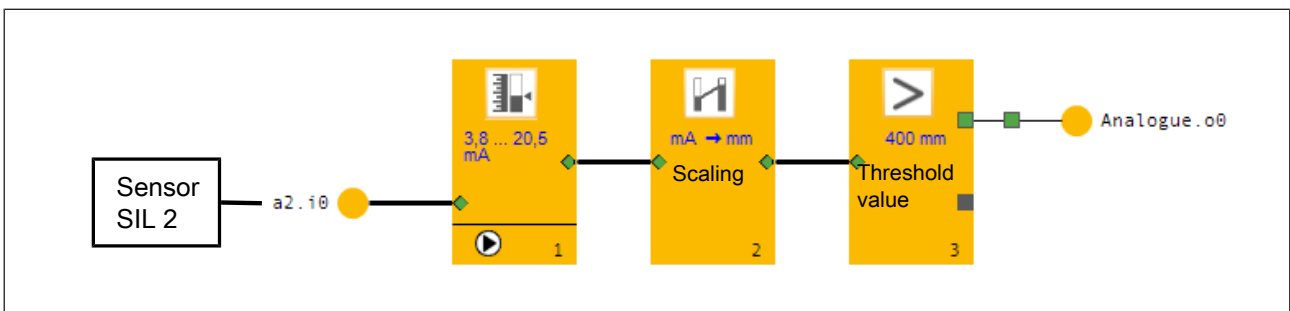 Sensor
SIL 2
a2.i0
3,8 ... 20,5
mA
1
mA → mm
Scaling
2
>
400 mm
Threshold
value
3
Analogue.o0